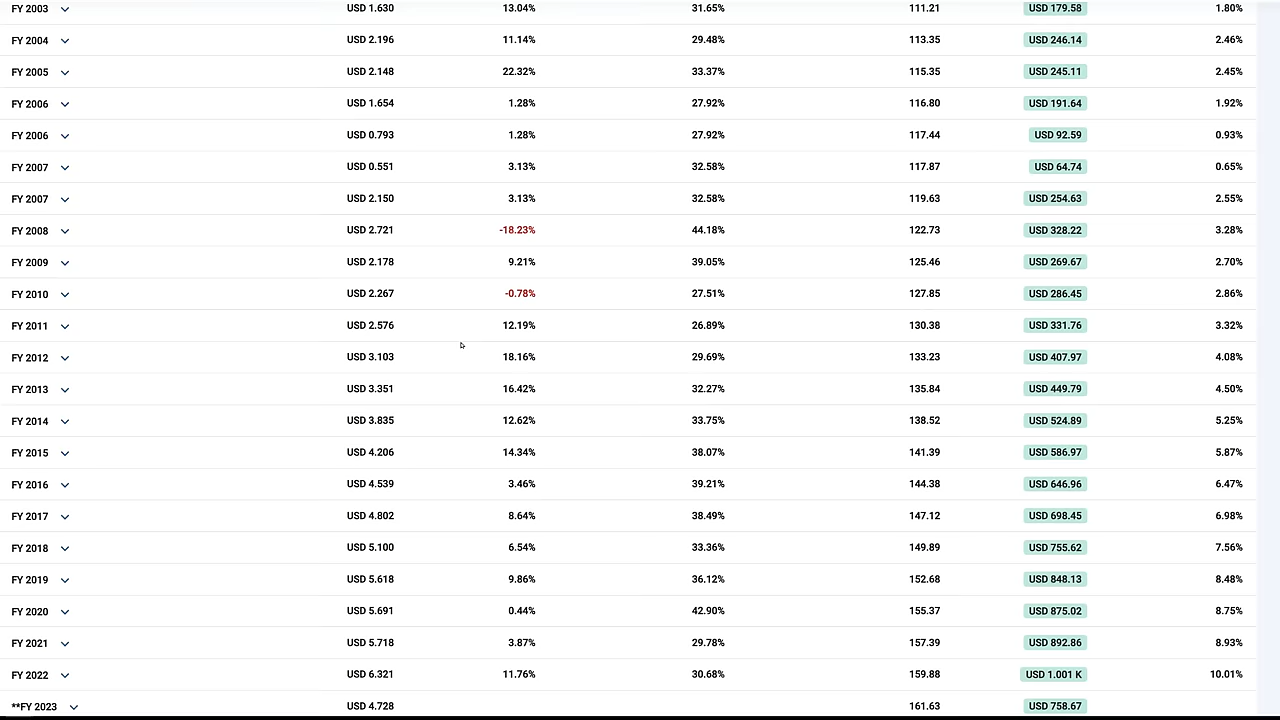 FY 2003 USD 1.630 13.04% 31.65% 111.21 USD 179.58 1.80%
FY 2004 USD 2.196 11.14% 29.48% 113.35 USD 246.14 2.46%
FY 2005 USD 2.148 22.32% 33.37% 115.35 USD 245.11 2.45%
FY 2006 USD 1.654 1.28% 27.92% 116.80 USD 191.64 1.92%
FY 2006 USD 0.793 1.28% 27.92% 117.44 USD 92.59 0.93%
FY 2007 USD 0.551 3.13% 32.58% 117.87 USD 64.74 0.65%
FY 2007 USD 2.150 3.13% 32.58% 119.63 USD 254.63 2.55%
FY 2008 USD 2.721 -18.23% 44.18% 122.73 USD 328.22 3.28%
FY 2009 USD 2.178 9.21% 39.05% 125.46 USD 269.67 2.70%
FY 2010 USD 2.267 -0.78% 27.51% 127.85 USD 286.45 2.86%
FY 2011 USD 2.576 12.19% 26.89% 130.38 USD 331.76 3.32%
FY 2012 USD 3.103 18.16% 29.69% 133.23 USD 407.97 4.08%
FY 2013 USD 3.351 16.42% 32.27% 135.84 USD 449.79 4.50%
FY 2014 USD 3.835 12.62% 33.75% 138.52 USD 524.89 5.25%
FY 2015 USD 4.206 14.34% 38.07% 141.39 USD 586.97 5.87%
FY 2016 USD 4.539 3.46% 39.21% 144.38 USD 646.96 6.47%
FY 2017 USD 4.802 8.64% 38.49% 147.12 USD 698.45 6.98%
FY 2018 USD 5.100 6.54% 33.36% 149.89 USD 755.62 7.56%
FY 2019 USD 5.618 9.86% 36.12% 152.68 USD 848.13 8.48%
FY 2020 USD 5.691 0.44% 42.90% 155.37 USD 875.02 8.75%
FY 2021 USD 5.718 3.87% 29.78% 157.39 USD 892.86 8.93%
FY 2022 USD 6.321 11.76% 30.68% 159.88 USD 1.001 K 10.01%
**FY 2023 USD 4.728 161.63 USD 758.67